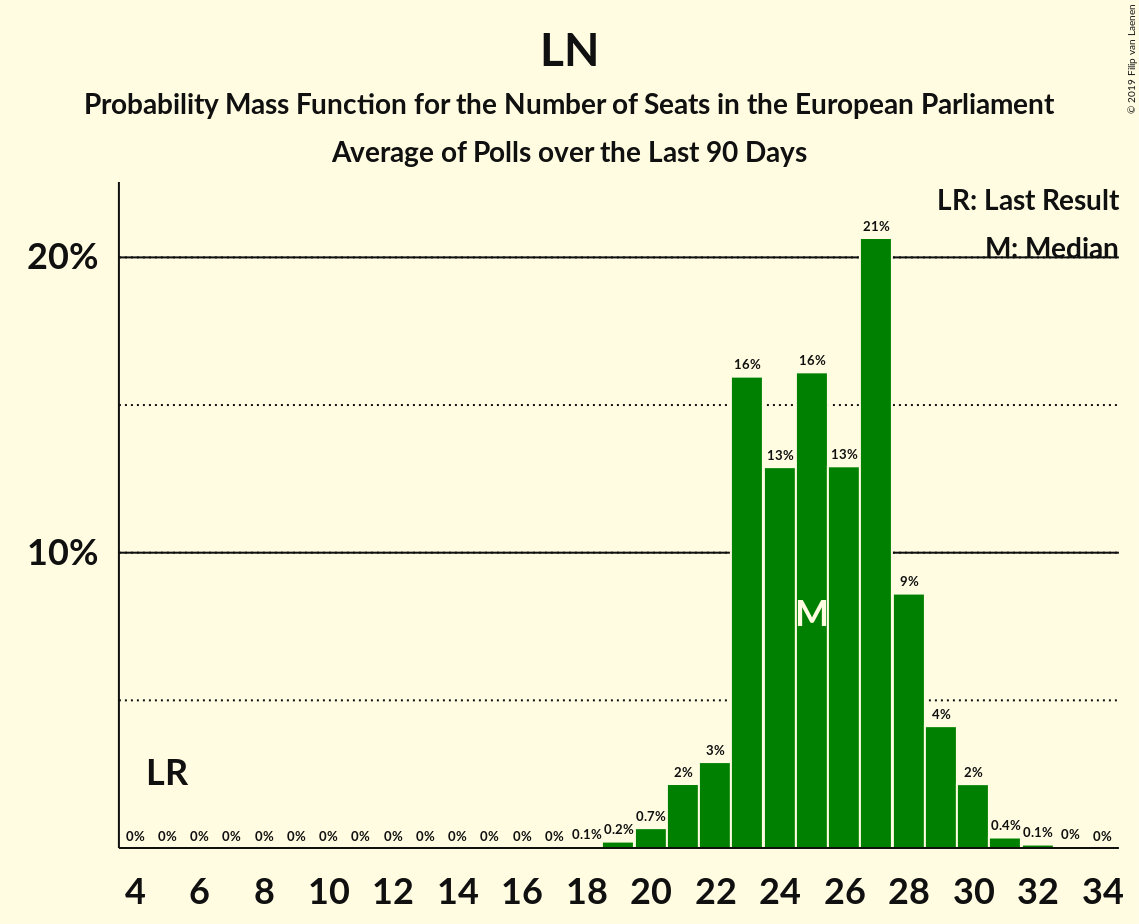 LN
Probability Mass Function for the Number of Seats in the European Parliament
Average of Polls over the Last 90 Days
© 2019 Filip van Laenen
LR: Last Result
M: Median
20%
10%
21%
16%
16%
13%
13%
9%
M
4%
3%
2%
2%
LR
0% 0% 0% 0% 0% 0% 0% 0% 0% 0% 0% 0% 0% 0% 0.1% 0.2% 0.7% 0.4% 0.1% 0% 0%
4 6 8 10 12 14 16 18 20 22 24 26 28 30 32 34